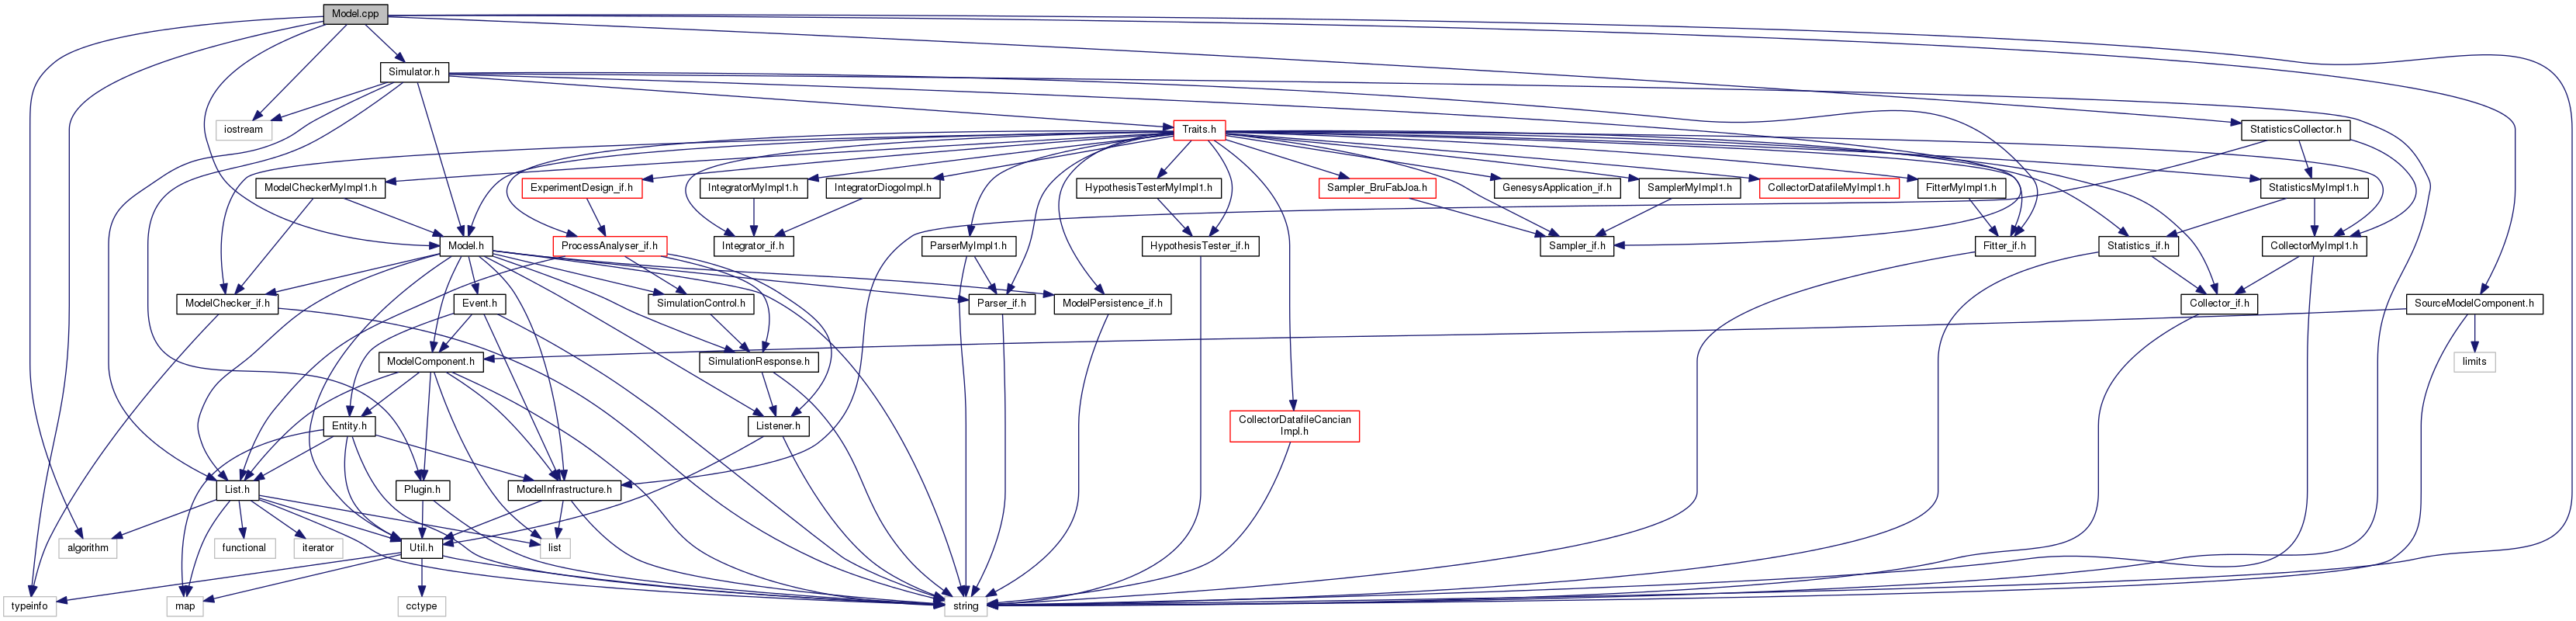 Model.cpp
Simulator.h
iostream
Traits.h
StatisticsCollector.h
ModelCheckerMyImpl1.h
ExperimentDesign_if.h
IntegratorMyImpl1.h
IntegratorDiogoImpl.h
HypothesisTesterMyImpl1.h
Sampler_BruFabJoa.h
GenesysApplication_if.h
SamplerMyImpl1.h
CollectorDatafileMyImpl1.h
FitterMyImpl1.h
StatisticsMyImpl1.h
Model.h
ProcessAnalyser_if.h
Integrator_if.h
ParserMyImpl1.h
HypothesisTester_if.h
Sampler_if.h
Fitter_if.h
Statistics_if.h
CollectorMyImpl1.h
ModelChecker_if.h
Event.h
SimulationControl.h
Parser_if.h
ModelPersistence_if.h
Collector_if.h
SourceModelComponent.h
ModelComponent.h
SimulationResponse.h
limits
Entity.h
Listener.h
CollectorDatafileCancian
Impl.h
List.h
Plugin.h
ModelInfrastructure.h
algorithm
functional
iterator
Util.h
list
typeinfo
map
cctype
string